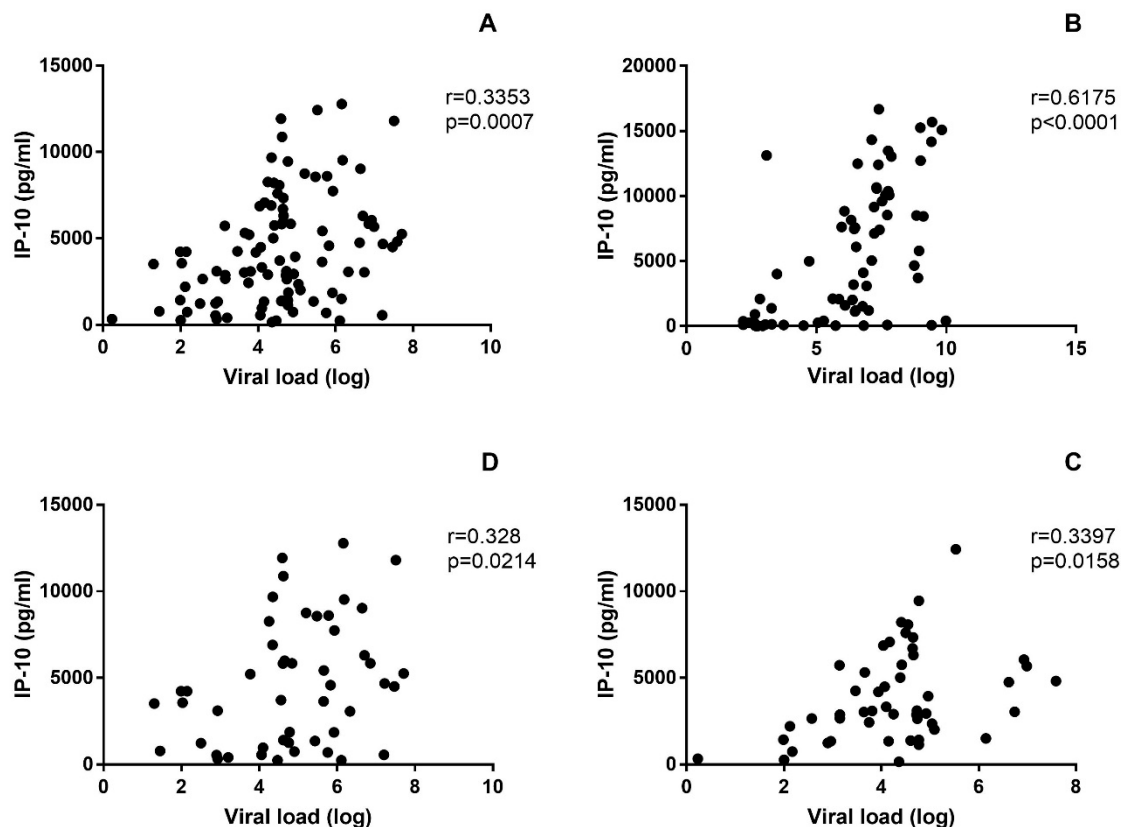 A
15000
10000
5000
0
IP-10 (pg/ml)
r=0.3353
p=0.0007
0 2 4 6 8 10
Viral load (log)
B
20000
15000
10000
5000
0
IP-10 (pg/ml)
r=0.6175
p<0.0001
0 5 10 15
Viral load (log)
D
15000
10000
5000
0
IP-10 (pg/ml)
r=0.328
p=0.0214
0 2 4 6 8 10
Viral load (log)
C
15000
10000
5000
0
IP-10 (pg/ml)
r=0.3397
p=0.0158
0 2 4 6 8
Viral load (log)